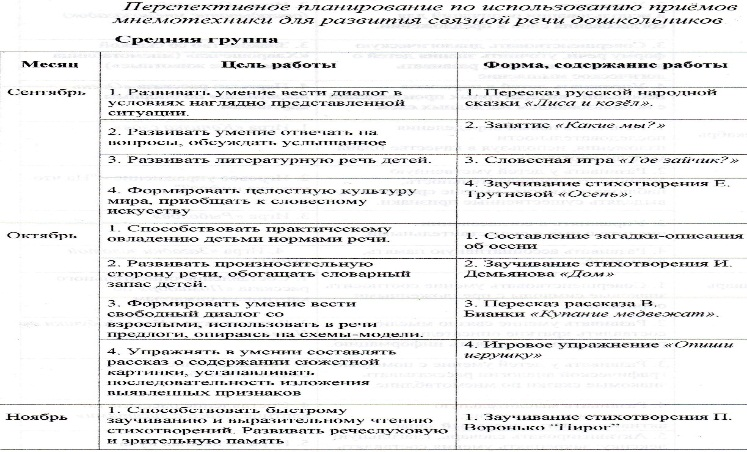 Перспективное планирование по использованию приёмов
мнемотехники для развития связной речи дошкольников
Средняя группа
Месяц
Цель работы
Форма, содержание работы
Сентябрь
1. Развивать умение вести диалог в
условиях наглядно представленной
ситуации.
1. Пересказ русской народной
сказки «Лиса и козёл».
2. Развивать умение отвечать на
вопросы, обсуждать услышанное
2. Занятие «Какие мы?»
3. Развивать литературную речь детей.
3. Словесная игра «Где зайчик?»
4. Формировать целостную культуру
мира, приобщать к словесному
искусству
4. Заучивание стихотворения Е.
Трутневой «Осень».
Октябрь
1. Способствовать практическому
овладению детьми нормами речи.
1. Составление загадки-описания
об осени
2. Развивать произносительную
сторону речи, обогащать словарный
запас детей.
2. Заучивание стихотворения И.
Демьянова «Дом»
3. Формировать умение вести
свободный диалог со
взрослыми, использовать в речи
предлоги, опираясь на схемы-модели.
3. Пересказ рассказа В.
Бианки «Купание медвежат».
4. Упражнять в умении составлять
рассказ о содержании сюжетной
картинки, устанавливать
последовательность изложения
выявленных признаков
4. Игровое упражнение «Опиши
игрушку»
Ноябрь
1. Способствовать быстрому
заучиванию и выразительному чтению
стихотворений. Развивать речеслуховую
и зрительную память
1. Заучивание стихотворения П.
Воронько "Пирог"